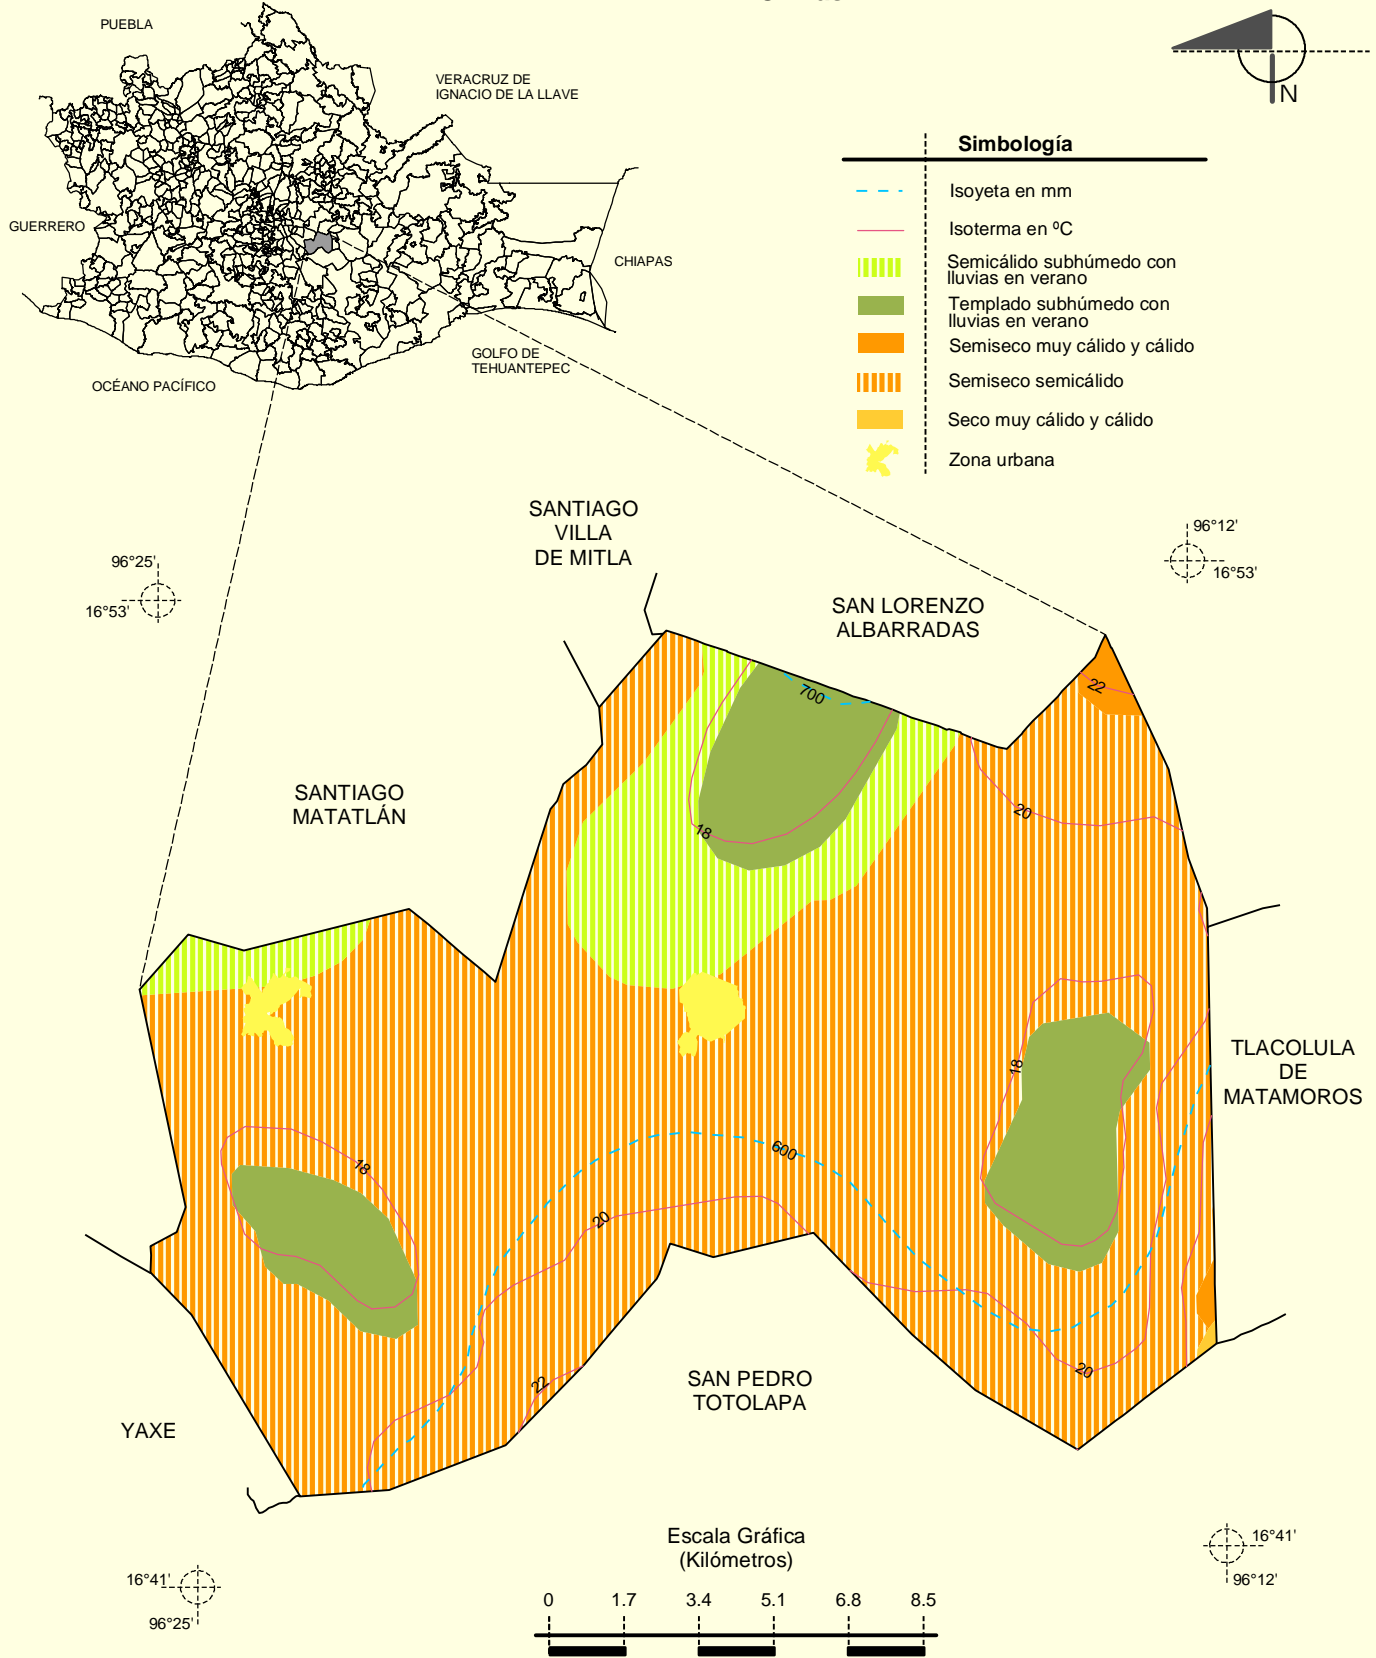 PUEBLA
VERACRUZ DE
IGNACIO DE LA LLAVE
GUERRERO
CHIAPAS
GOLFO DE
TEHUANTEPEC
OCÉANO PACÍFICO
N
Simbología
Isoyeta en mm
Isoterma en ºC
Semicálido subhúmedo con
lluvias en verano
Templado subhúmedo con
lluvias en verano
Semiseco muy cálido y cálido
Semiseco semicálido
Seco muy cálido y cálido
Zona urbana
SANTIAGO
VILLA
DE MITLA
96°12'
16°53'
96°25'
16°53'
SAN LORENZO
ALBARRADAS
22
700
SANTIAGO
MATATLÁN
20
18
TLACOLULA
DE
MATAMOROS
18
600
18
20
20
22
SAN PEDRO
TOTOLAPA
YAXE
Escala Gráfica
(Kilómetros)
16°41'
96°12'
16°41'
96°25'
0 1.7 3.4 5.1 6.8 8.5